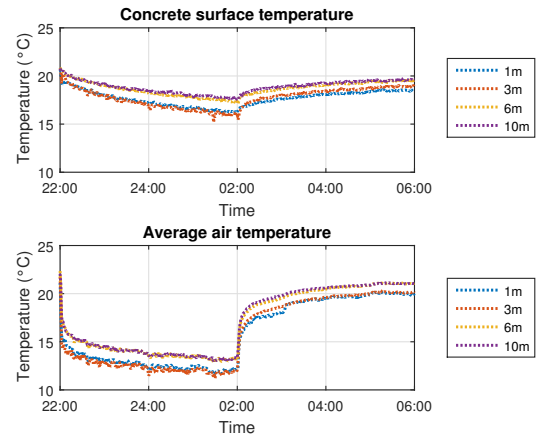 Concrete surface temperature
Temperature (°C)
25
20
15
10
22:00 24:00 02:00 04:00 06:00
Time
1m
3m
6m
10m
Average air temperature
Temperature (°C)
25
20
15
10
22:00 24:00 02:00 04:00 06:00
Time
1m
3m
6m
10m